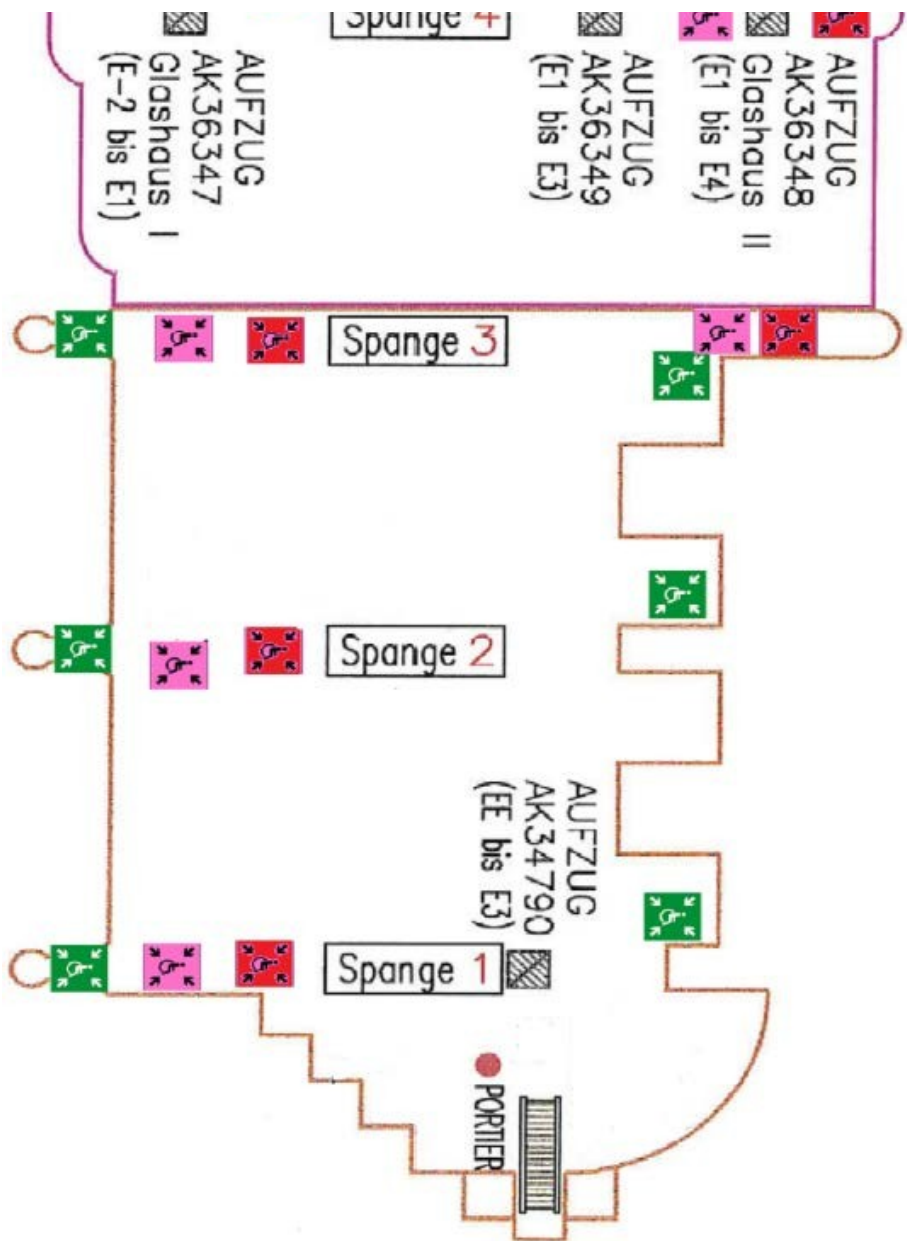 Spange 4
AUFZUG
AK36347
Glashaus I
(E-2 bis E1)
AUFZUG
AK36349
(E1 bis E3)
AUFZUG
AK36348
Glashaus II
(E1 bis E4)
Spange 3
Spange 2
AUFZUG
AK34790
(EE bis E3)
Spange 1
PORTIER